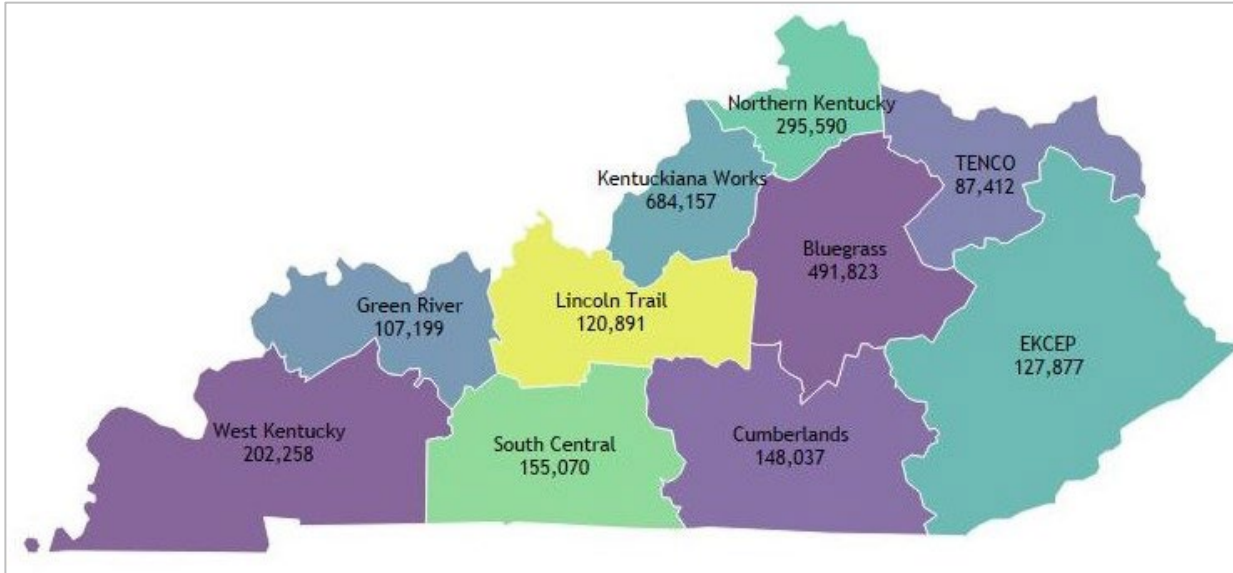 Northern Kentucky
295,590
TENCO
87,412
Kentuckiana Works
684,157
Bluegrass
491,823
Lincoln Trail
120,891
Green River
107,199
EKCEP
127,877
West Kentucky
202,258
South Central
155,070
Cumberlands
148,037